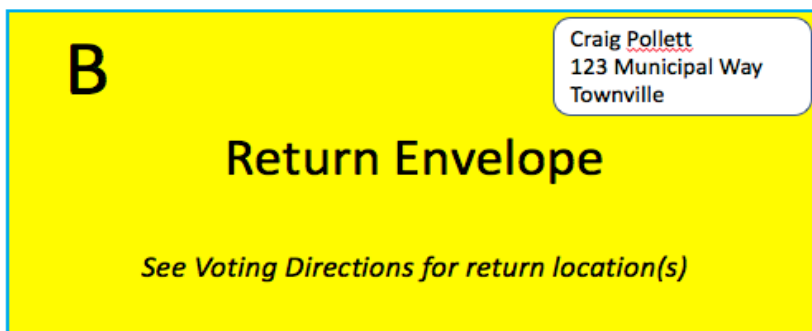 B
Craig Pollett
123 Municipal Way
Townville
Return Envelope
See Voting Directions for return location(s)